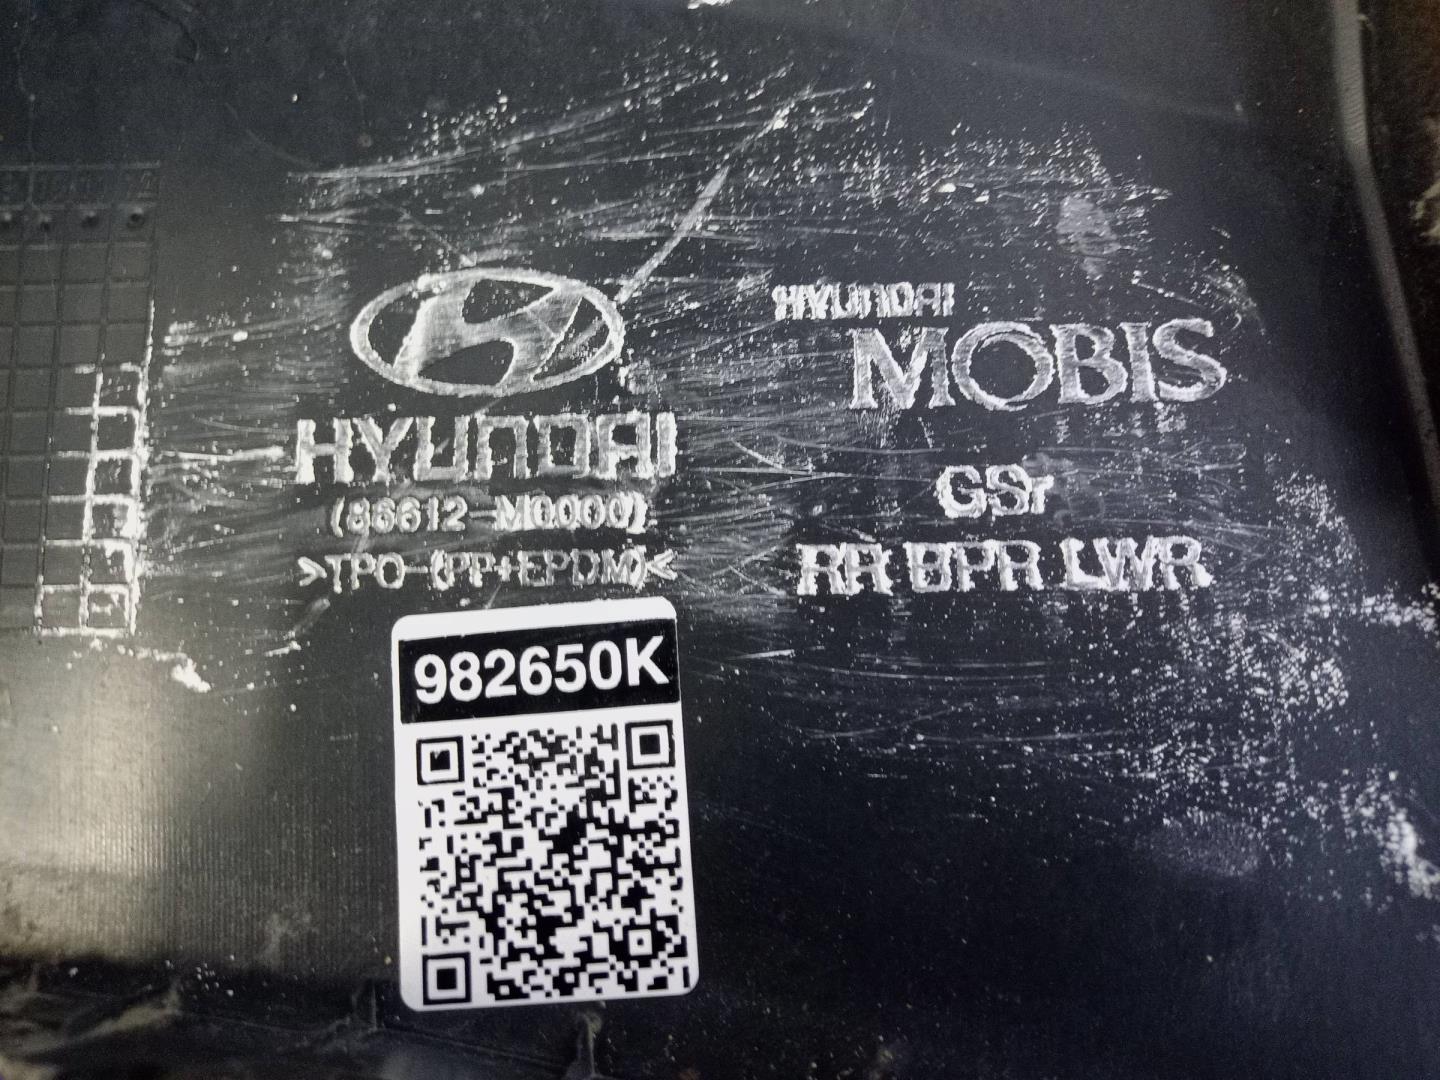 HYUNDAI
(86612-M0000)
>TPO-(PP+EPDM)<
HYUNDAI
MOBIS
GSr
RR BPR LWR
982650K